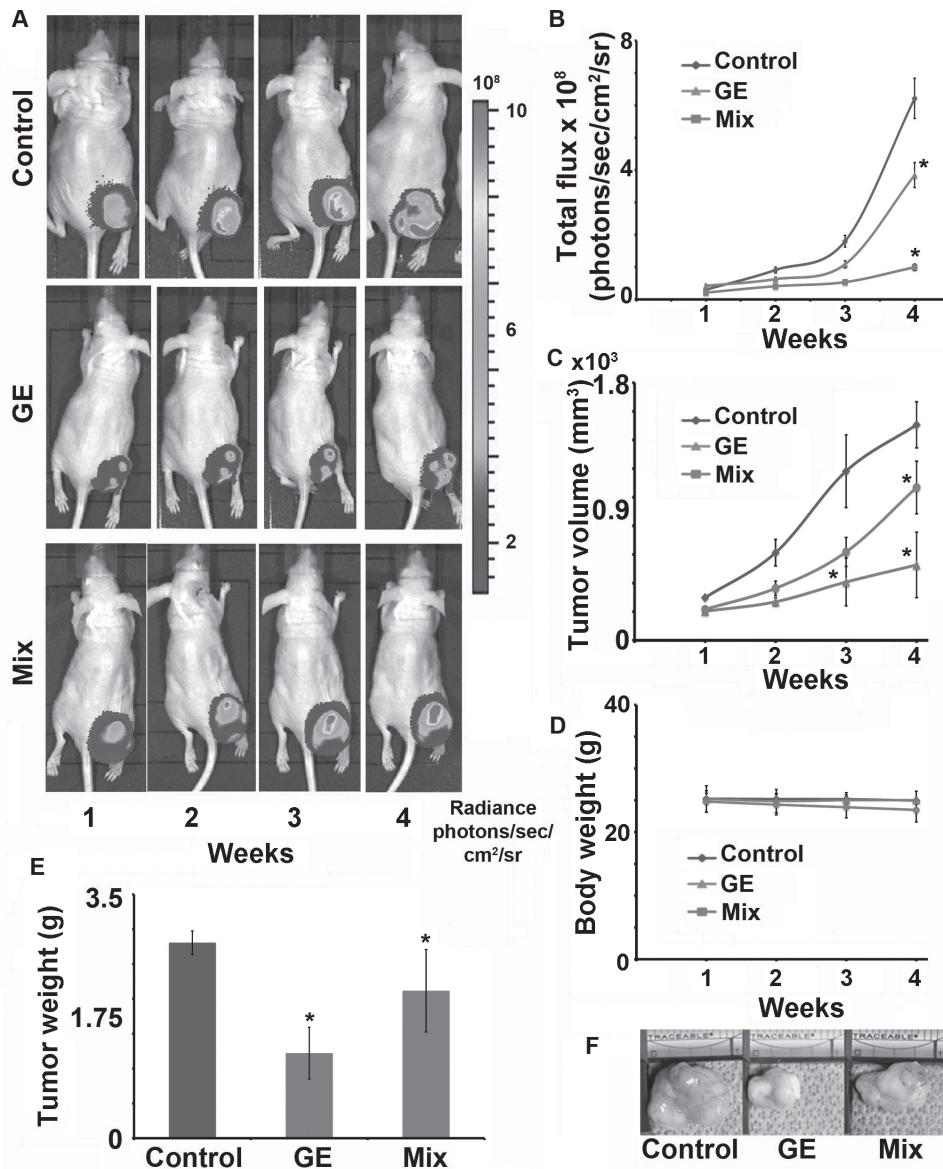 A
Control
GE
Mix
10⁸
10
6
2
1 2 3 4
Weeks
Radiance
photons/sec/
cm²/sr
B
Total flux x 10⁸
(photons/sec/cm²/sr)
8
4
0
Control
GE
Mix
*
*
1 2 3 4
Weeks
C
x10³
Tumor volume (mm³)
1.8
0.9
0
Control
GE
Mix
*
*
*
1 2 3 4
Weeks
D
Body weight (g)
40
20
0
Control
GE
Mix
1 2 3 4
Weeks
E
Tumor weight (g)
3.5
1.75
0
*
*
Control GE Mix
F
TRACEABLE® TRACEABLE® TRACEABLE®
Control GE Mix